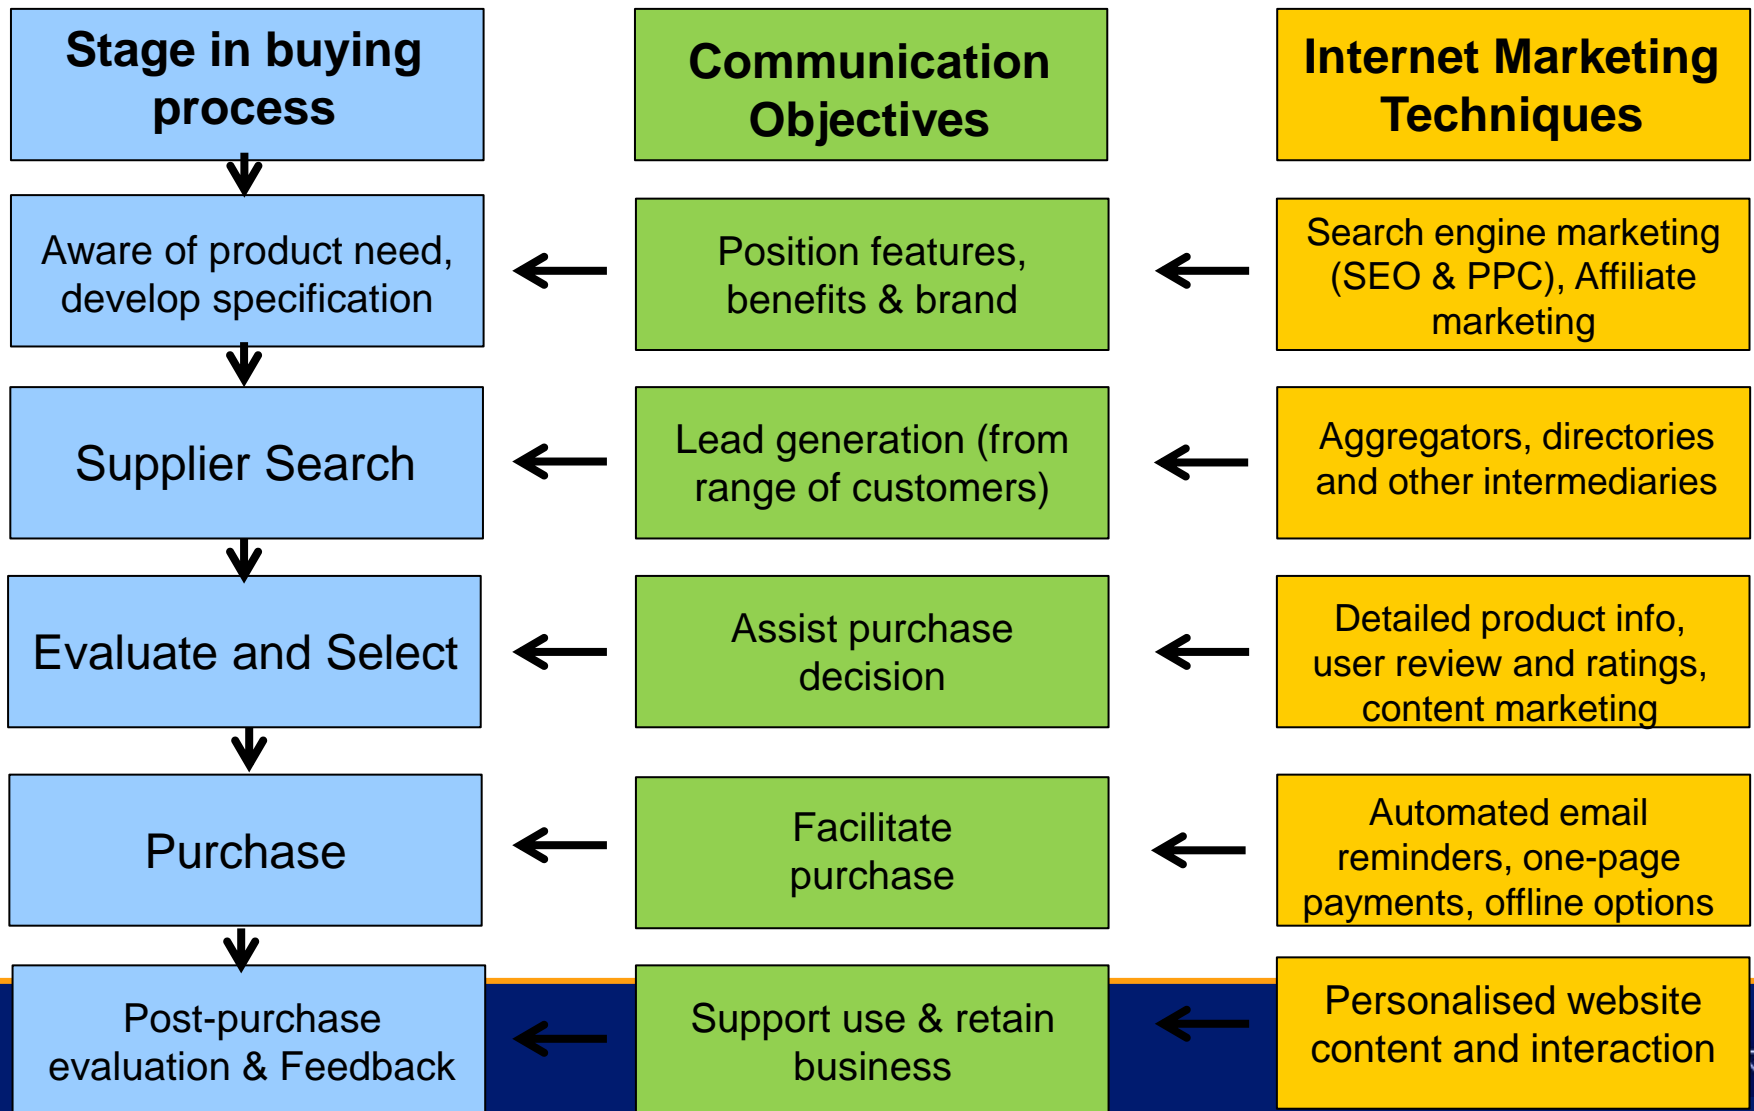 Stage in buying
process
Communication
Objectives
Internet Marketing
Techniques
Aware of product need,
develop specification
Position features,
benefits & brand
Search engine marketing
(SEO & PPC), Affiliate
marketing
Supplier Search
Lead generation (from
range of customers)
Aggregators, directories
and other intermediaries
Evaluate and Select
Assist purchase
decision
Detailed product info,
user review and ratings,
content marketing
Purchase
Facilitate
purchase
Automated email
reminders, one-page
payments, offline options
Post-purchase
evaluation & Feedback
Support use & retain
business
Personalised website
content and interaction